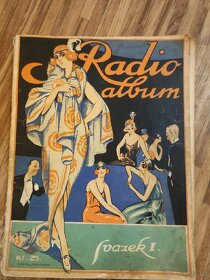 Radio
album
Kč. 25.
svazek I.